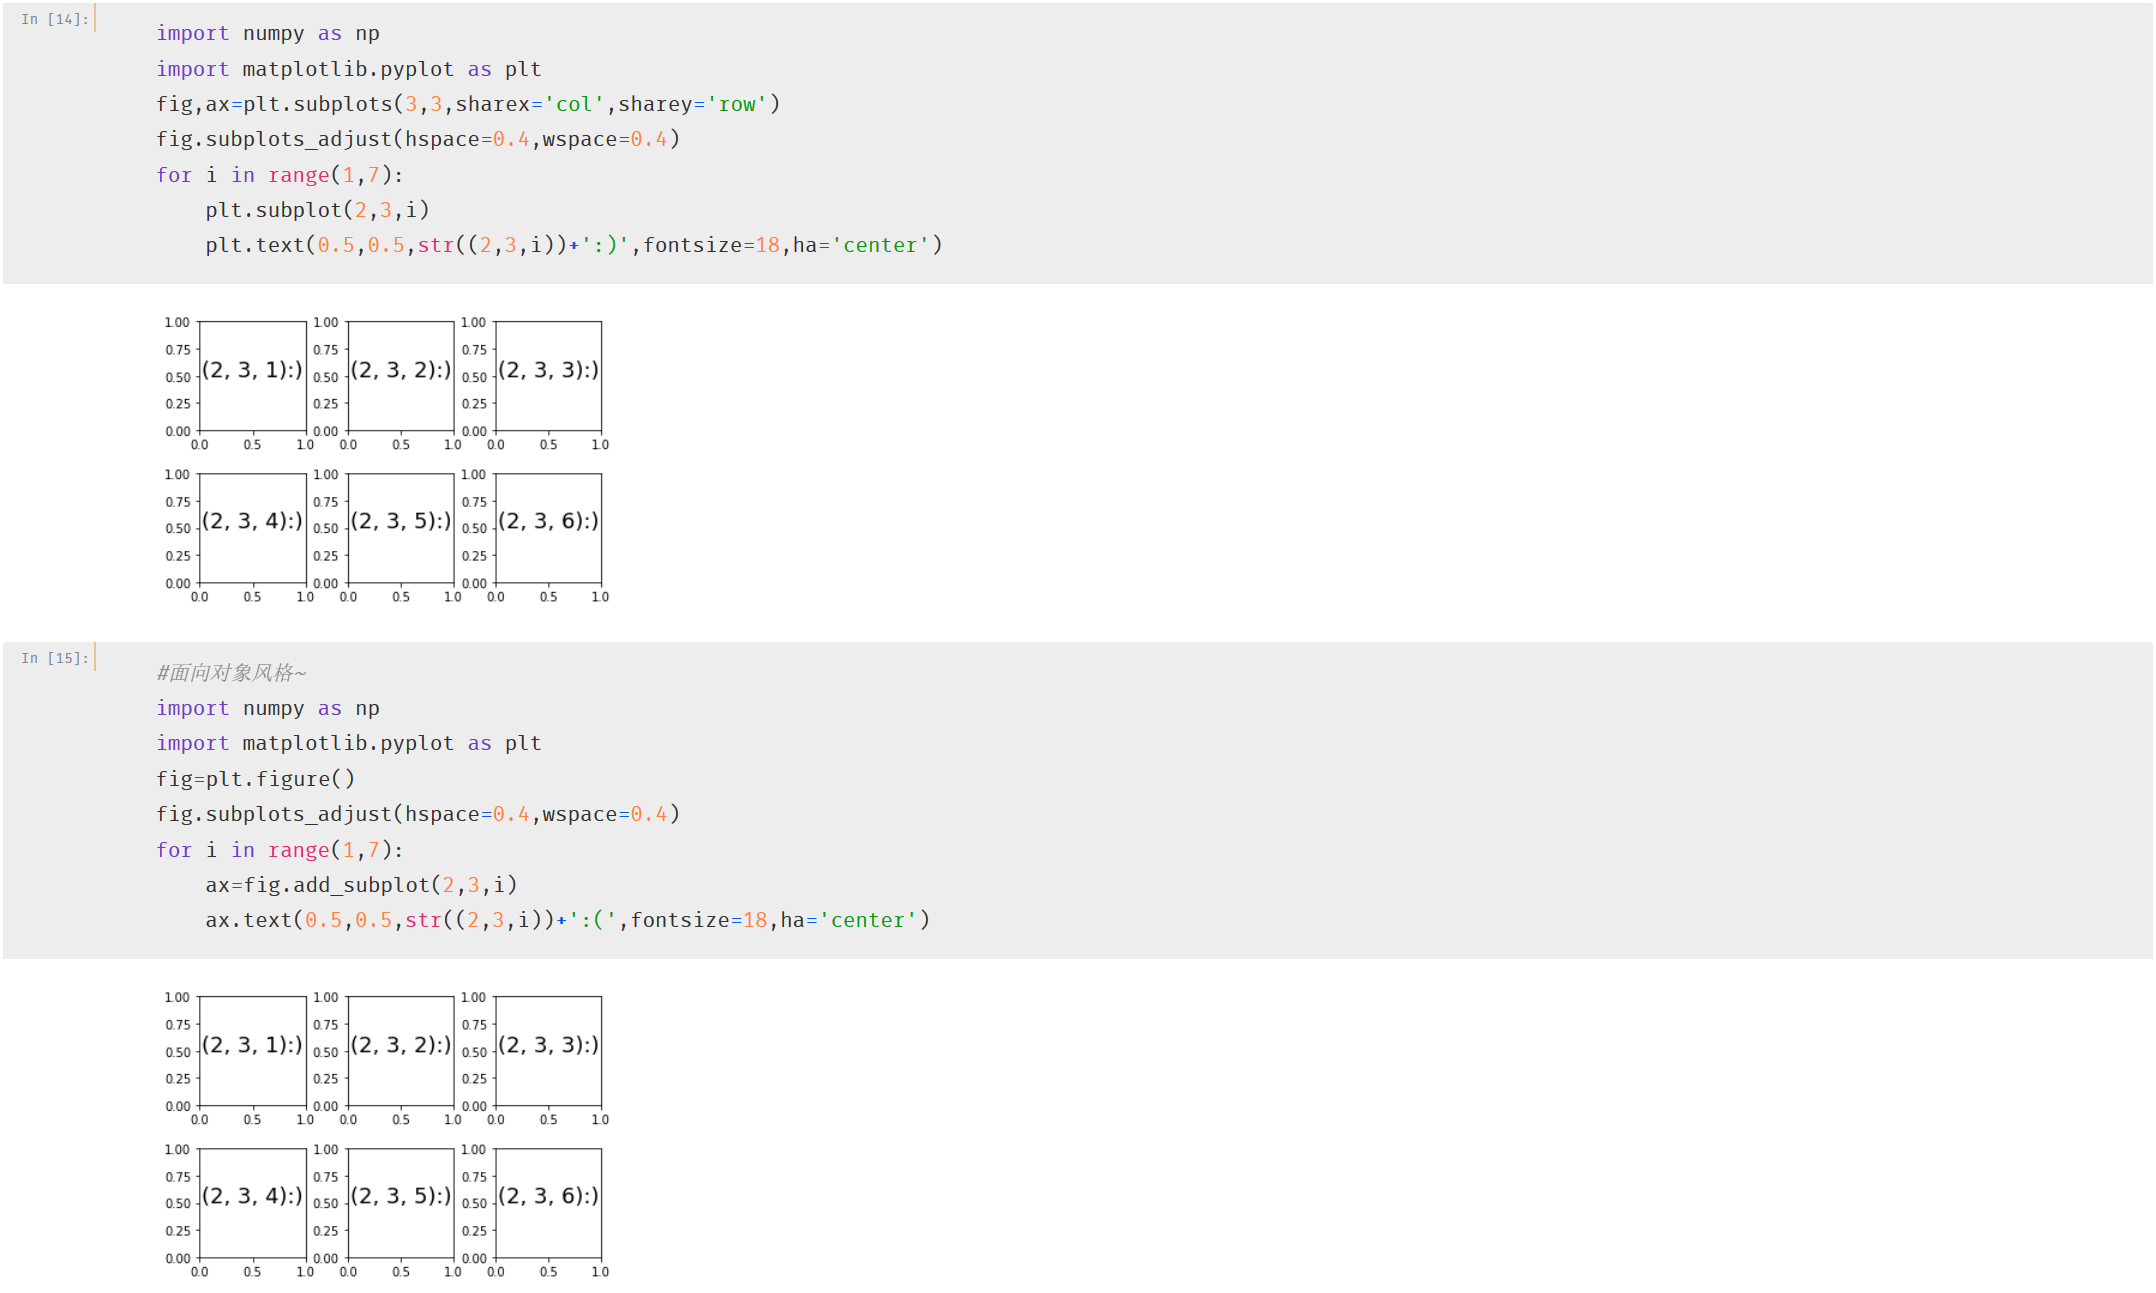 In [14]:
import numpy as np
import matplotlib.pyplot as plt
fig,ax=plt.subplots(3,3,sharex='col',sharey='row')
fig.subplots_adjust(hspace=0.4,wspace=0.4)
for i in range(1,7):
    plt.subplot(2,3,i)
    plt.text(0.5,0.5,str((2,3,i))+':)',fontsize=18,ha='center')
1.00 1.00 1.00
0.75 0.75 0.75
(2, 3, 1):) (2, 3, 2):) (2, 3, 3):)
0.50 0.50 0.50
0.25 0.25 0.25
0.00 0.00 0.00
0.0 0.5 1.0 0.0 0.5 1.0 0.0 0.5 1.0
1.00 1.00 1.00
0.75 0.75 0.75
(2, 3, 4):) (2, 3, 5):) (2, 3, 6):)
0.50 0.50 0.50
0.25 0.25 0.25
0.00 0.00 0.00
0.0 0.5 1.0 0.0 0.5 1.0 0.0 0.5 1.0
In [15]:
#面向对象风格~
import numpy as np
import matplotlib.pyplot as plt
fig=plt.figure()
fig.subplots_adjust(hspace=0.4,wspace=0.4)
for i in range(1,7):
    ax=fig.add_subplot(2,3,i)
    ax.text(0.5,0.5,str((2,3,i))+':(',fontsize=18,ha='center')
1.00 1.00 1.00
0.75 0.75 0.75
(2, 3, 1):) (2, 3, 2):) (2, 3, 3):)
0.50 0.50 0.50
0.25 0.25 0.25
0.00 0.00 0.00
0.0 0.5 1.0 0.0 0.5 1.0 0.0 0.5 1.0
1.00 1.00 1.00
0.75 0.75 0.75
(2, 3, 4):) (2, 3, 5):) (2, 3, 6):)
0.50 0.50 0.50
0.25 0.25 0.25
0.00 0.00 0.00
0.0 0.5 1.0 0.0 0.5 1.0 0.0 0.5 1.0